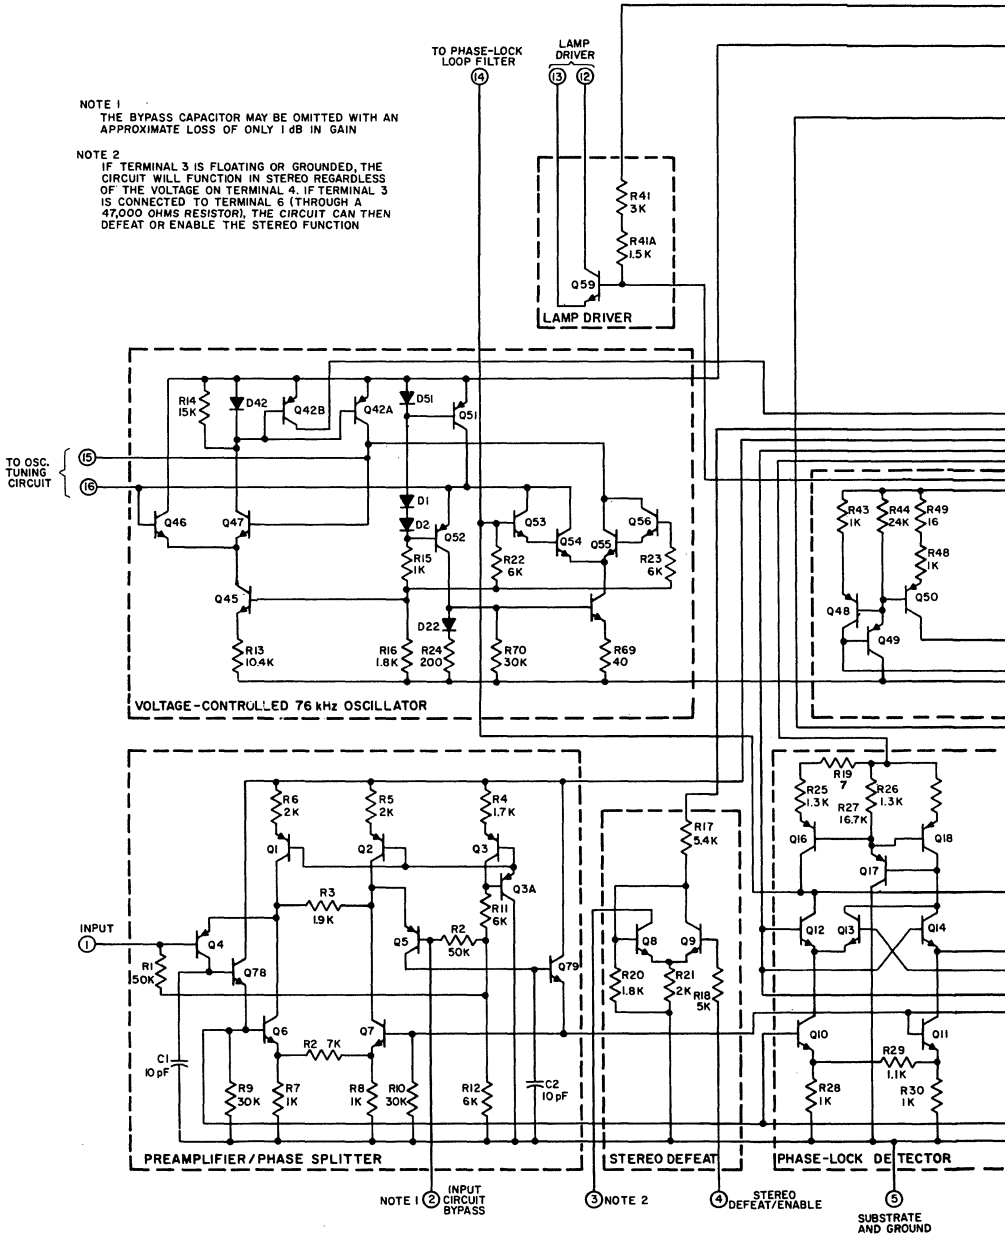 TO PHASE-LOCK
LOOP FILTER
14
LAMP
DRIVER
13 12
NOTE 1
THE BYPASS CAPACITOR MAY BE OMITTED WITH AN
APPROXIMATE LOSS OF ONLY 1 dB IN GAIN
NOTE 2
IF TERMINAL 3 IS FLOATING OR GROUNDED, THE
CIRCUIT WILL FUNCTION IN STEREO REGARDLESS
OF THE VOLTAGE ON TERMINAL 4. IF TERMINAL 3
IS CONNECTED TO TERMINAL 6 (THROUGH A
47,000 OHMS RESISTOR), THE CIRCUIT CAN THEN
DEFEAT OR ENABLE THE STEREO FUNCTION
R41
3K
R41A
1.5K
Q59
LAMP DRIVER
R14
15K
D42
Q42B
Q42A
D51
Q51
TO OSC.
TUNING
CIRCUIT
15
16
Q46
Q47
D1
D2
Q52
Q53
Q54
Q55
Q56
R15
1K
R22
6K
R23
6K
Q45
D22
R13
10.4K
R16
1.8K
R24
200
R70
30K
R69
40
VOLTAGE-CONTROLLED 76 kHz OSCILLATOR
R43
1K
R44
24K
R49
16
R48
1K
Q48
Q50
Q49
R6
2K
R5
2K
R4
1.7K
Q1
Q2
Q3
Q3A
R3
1.9K
R11
6K
INPUT
1
Q4
Q5
R2
50K
R1
50K
Q78
Q79
Q6
Q7
R2 7K
C1
10 pF
R9
30K
R7
1K
R8
1K
R10
30K
R12
6K
C2
10 pF
PREAMPLIFIER/PHASE SPLITTER
R17
5.4K
Q8
Q9
R20
1.8K
R21
2K
R18
5K
STEREO DEFEAT
R19
7
R25
1.3K
R26
1.3K
R27
16.7K
Q16
Q18
Q17
Q12
Q13
Q14
Q10
Q11
R29
1.1K
R28
1K
R30
1K
PHASE-LOCK DETECTOR
NOTE 1 2 INPUT
CIRCUIT
BYPASS
3 NOTE 2
4 STEREO
DEFEAT/ENABLE
5
SUBSTRATE
AND GROUND